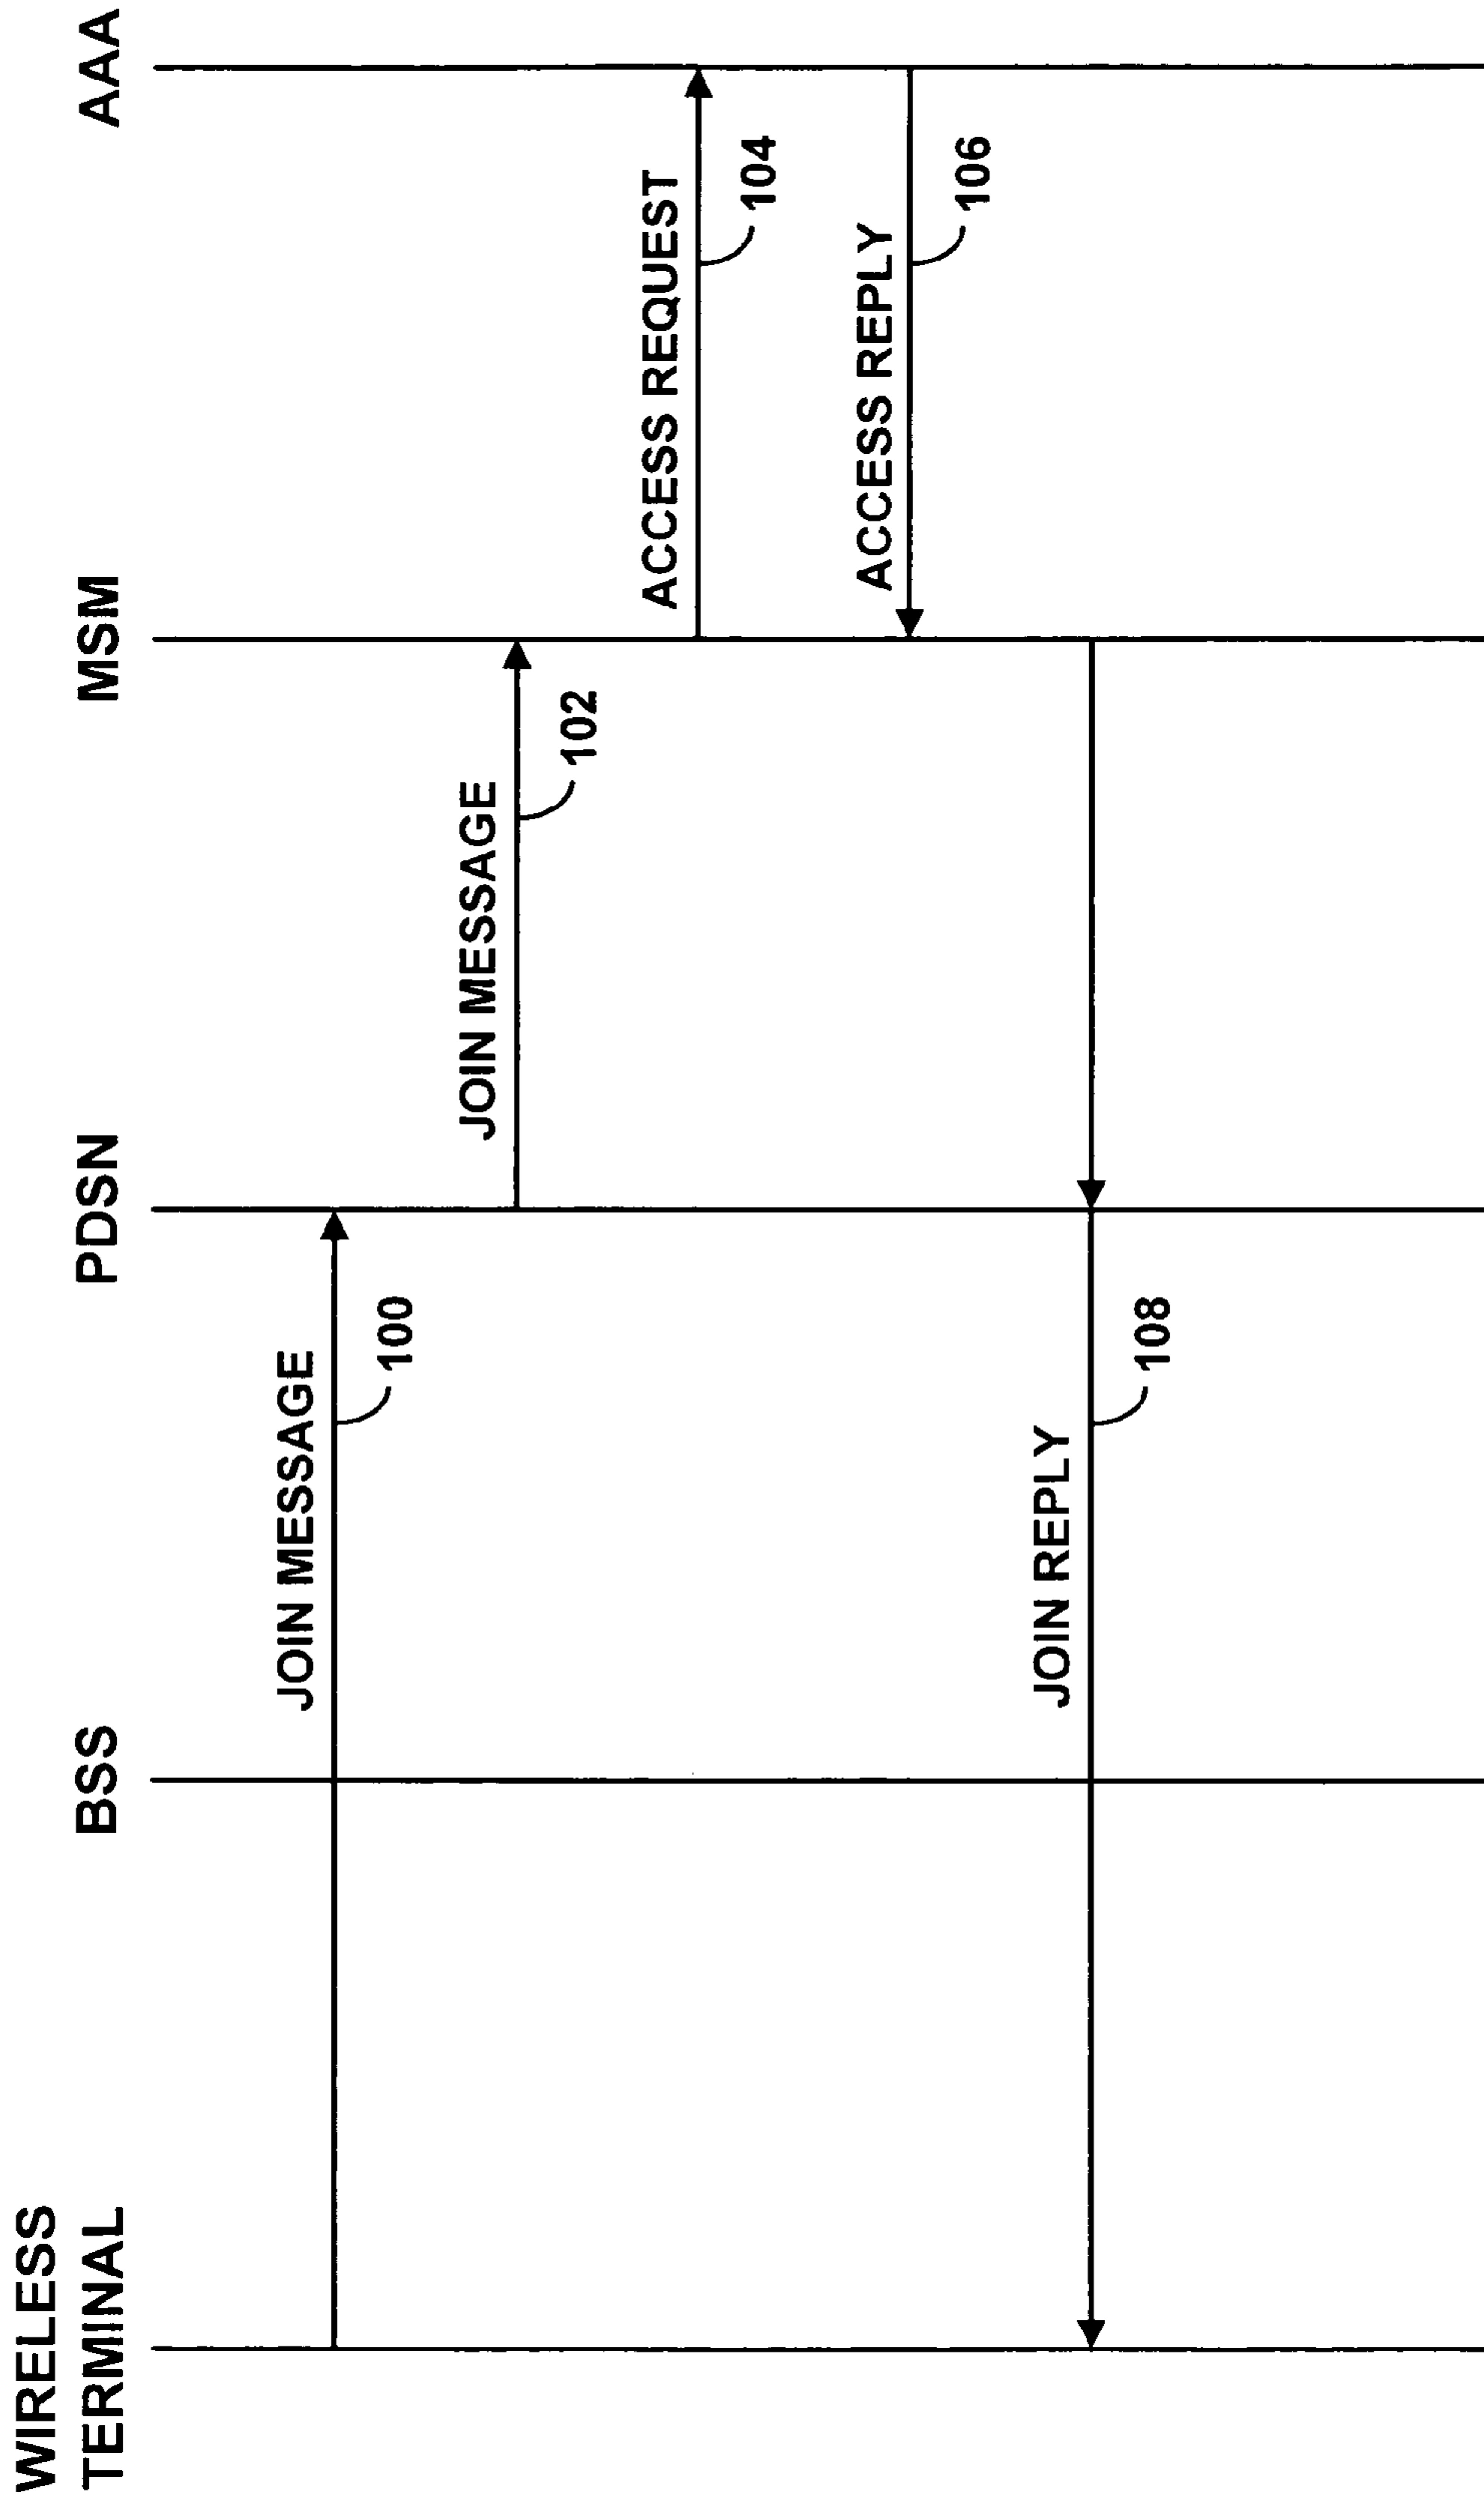 WIRELESS
TERMINAL
BSS
PDSN
MSM
AAA
JOIN MESSAGE
100
JOIN MESSAGE
102
ACCESS REQUEST
104
ACCESS REPLY
106
JOIN REPLY
108